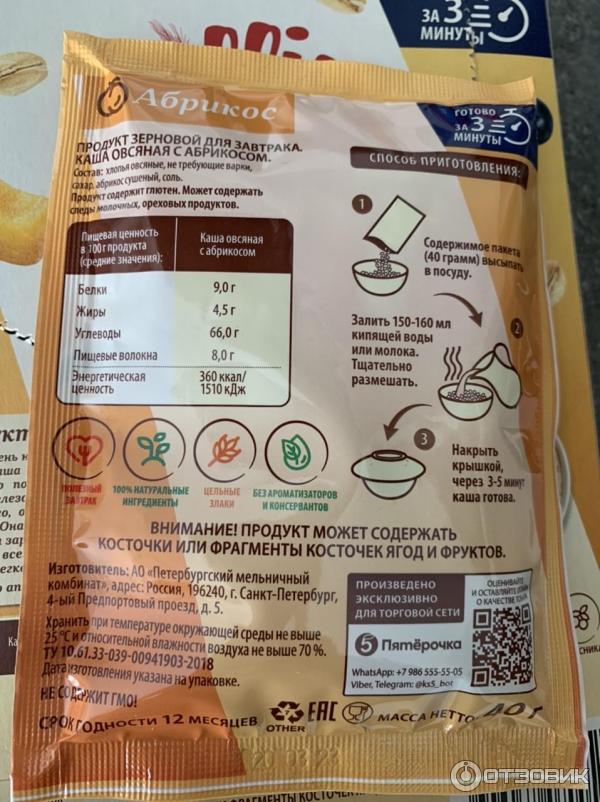 ЗА 3
МИНУТЫ
Абрикос
ГОТОВО
ЗА 3
МИНУТЫ
ПРОДУКТ ЗЕРНОВОЙ ДЛЯ ЗАВТРАКА.
КАША ОВСЯНАЯ С АБРИКОСОМ.
Состав: хлопья овсяные, не требующие варки,
сахар, абрикос сушеный, соль.
Продукт содержит глютен. Может содержать
следы молочных, ореховых продуктов.
Пищевая ценность
в 100 г продукта
(средние значения):
Каша овсяная
с абрикосом
Белки 9,0 г
Жиры 4,5 г
Углеводы 66,0 г
Пищевые волокна 8,0 г
Энергетическая
ценность
360 ккал/
1510 кДж
СПОСОБ ПРИГОТОВЛЕНИЯ:
1
Содержимое пакета
(40 грамм) высыпать
в посуду.
2
Залить 150-160 мл
кипящей воды
или молока.
Тщательно
размешать.
3
Накрыть
крышкой,
через 3-5 минут
каша готова.
ПОЛЕЗНЫЙ
ЗАВТРАК
100% НАТУРАЛЬНЫЕ
ИНГРЕДИЕНТЫ
ЦЕЛЬНЫЕ
ЗЛАКИ
БЕЗ АРОМАТИЗАТОРОВ
И КОНСЕРВАНТОВ
ВНИМАНИЕ! ПРОДУКТ МОЖЕТ СОДЕРЖАТЬ
КОСТОЧКИ ИЛИ ФРАГМЕНТЫ КОСТОЧЕК ЯГОД И ФРУКТОВ.
Изготовитель: АО «Петербургский мельничный
комбинат», адрес: Россия, 196240, г. Санкт-Петербург,
4-ый Предпортовый проезд, д. 5.
Хранить при температуре окружающей среды не выше
25 °С и относительной влажности воздуха не выше 70 %.
ТУ 10.61.33-039-00941903-2018
Дата изготовления указана на упаковке.
НЕ СОДЕРЖИТ ГМО!
СРОК ГОДНОСТИ 12 МЕСЯЦЕВ
ПРОИЗВЕДЕНО
ЭКСКЛЮЗИВНО
ДЛЯ ТОРГОВОЙ СЕТИ
5 Пятёрочка
WhatsApp: +7 986 555-55-05
Viber, Telegram: @ks5_bot
ОЦЕНИВАЙТЕ
И ОСТАВЛЯЙТЕ
О КАЧЕСТВЕ
7
OTHER
ЕАС
МАССА НЕТТО: 40 г
ОТЗОВИК